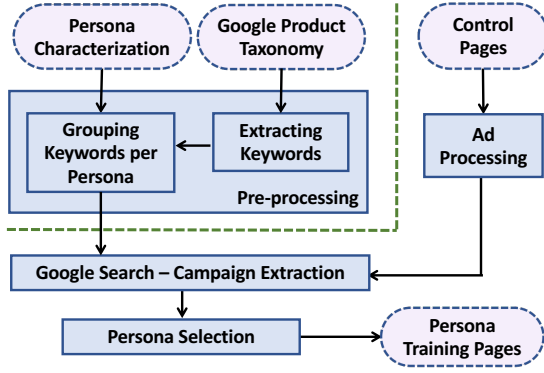 Persona
Characterization
Google Product
Taxonomy
Control
Pages
Grouping
Keywords per
Persona
Extracting
Keywords
Ad
Processing
Pre-processing
Google Search – Campaign Extraction
Persona Selection
Persona
Training Pages